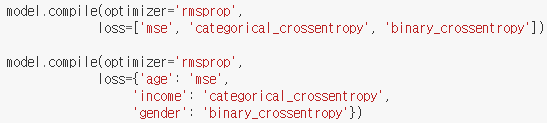 model.compile(optimizer='rmsprop',
              loss=['mse', 'categorical_crossentropy', 'binary_crossentropy'])

model.compile(optimizer='rmsprop',
              loss={'age': 'mse',
                    'income': 'categorical_crossentropy',
                    'gender': 'binary_crossentropy'})